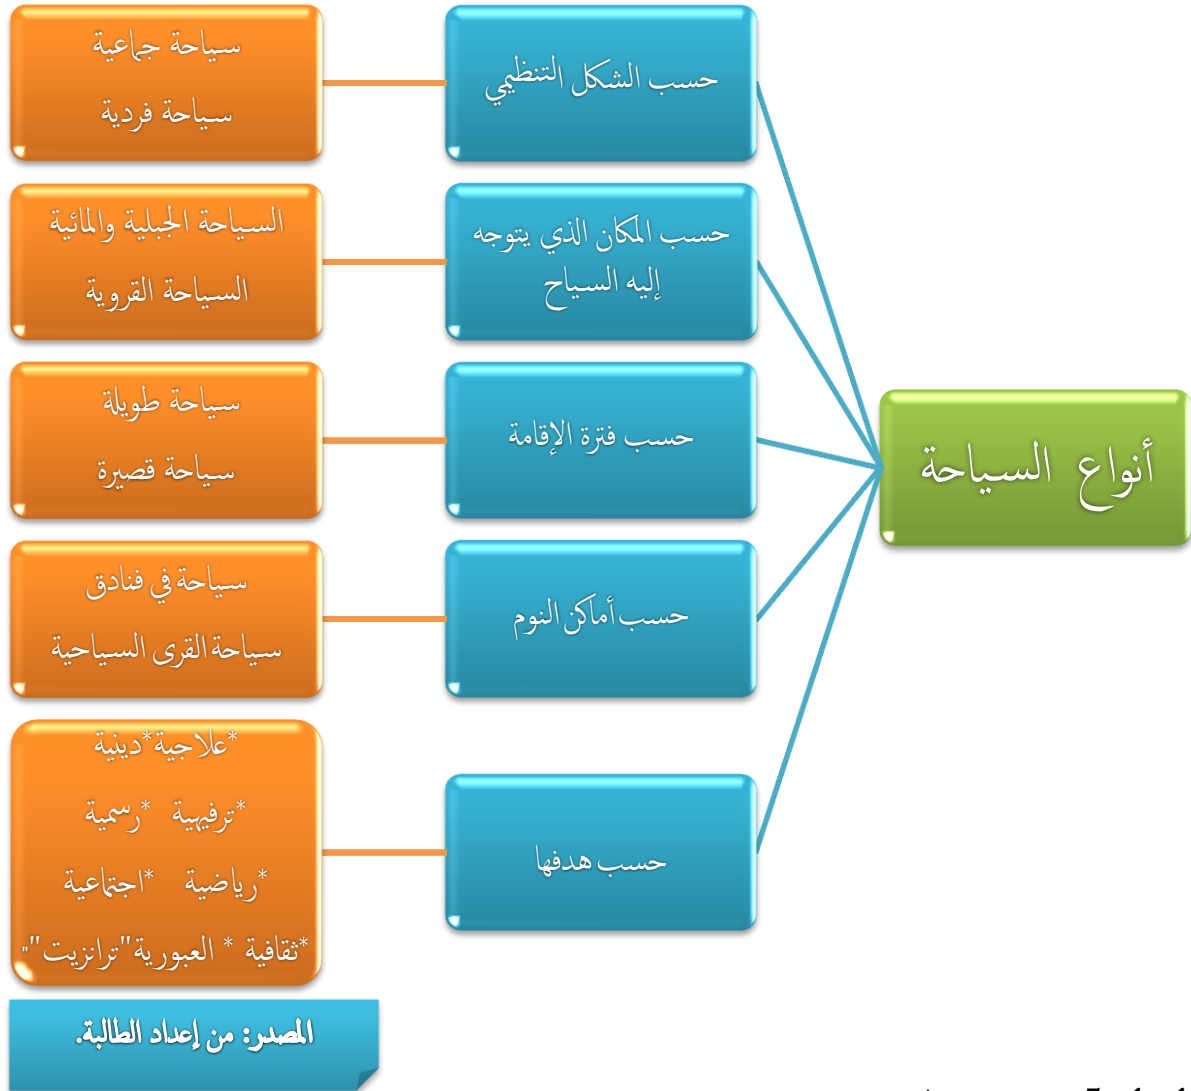 أنواع السياحة
حسب الشكل التنظيمي
سياحة جماعية
سياحة فردية
حسب المكان الذي يتوجه
إليه السياح
السياحة الجبلية والمائية
السياحة القروية
حسب فترة الإقامة
سياحة طويلة
سياحة قصيرة
حسب أماكن النوم
سياحة في فنادق
سياحة القرى السياحية
حسب هدفها
*علاجية*دينية
*ترفيهية *رسمية
*رياضية *اجتماعية
*ثقافية * العبورية"ترانزيت""
المصدر: من إعداد الطالبة.